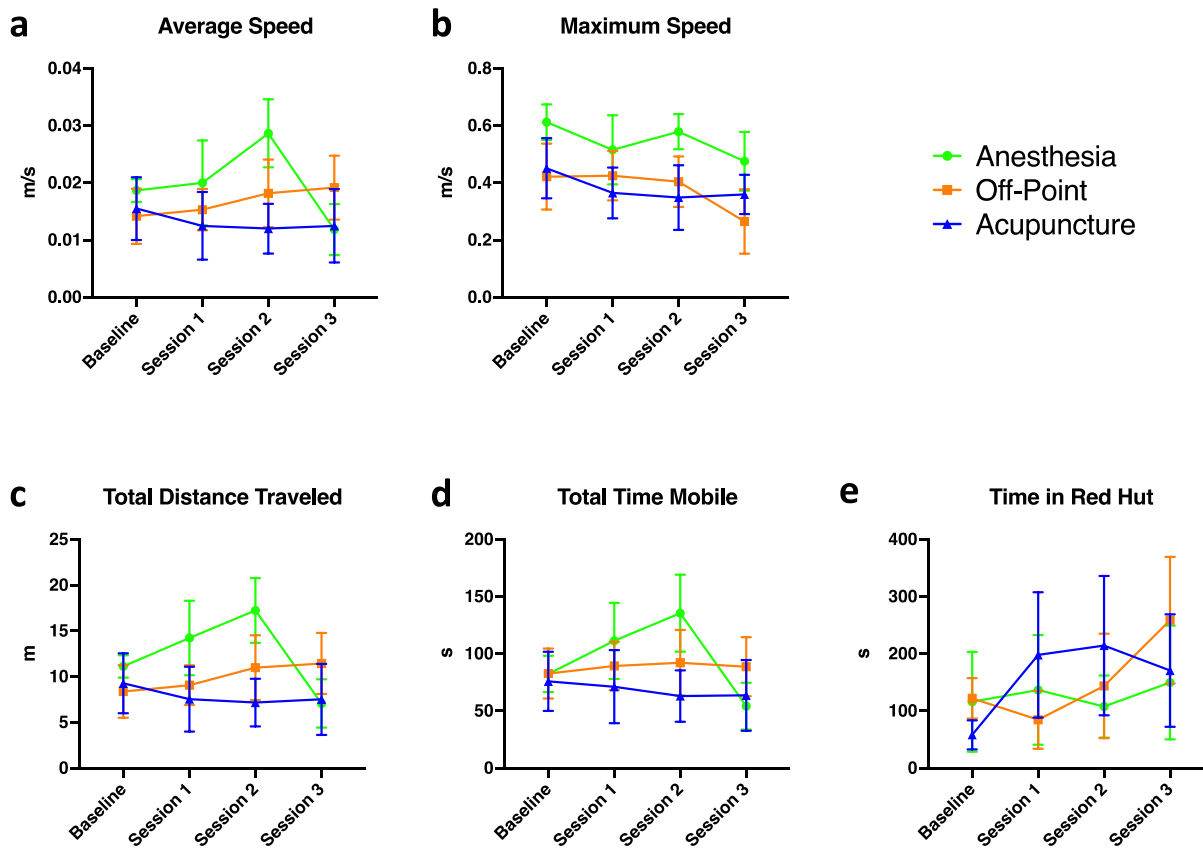 a
Average Speed
m/s
0.04
0.03
0.02
0.01
0.00
Baseline
Session 1
Session 2
Session 3
b
Maximum Speed
m/s
0.8
0.6
0.4
0.2
0.0
Baseline
Session 1
Session 2
Session 3
Anesthesia
Off-Point
Acupuncture
c
Total Distance Traveled
m
25
20
15
10
5
0
Baseline
Session 1
Session 2
Session 3
d
Total Time Mobile
s
200
150
100
50
0
Baseline
Session 1
Session 2
Session 3
e
Time in Red Hut
s
400
300
200
100
0
Baseline
Session 1
Session 2
Session 3